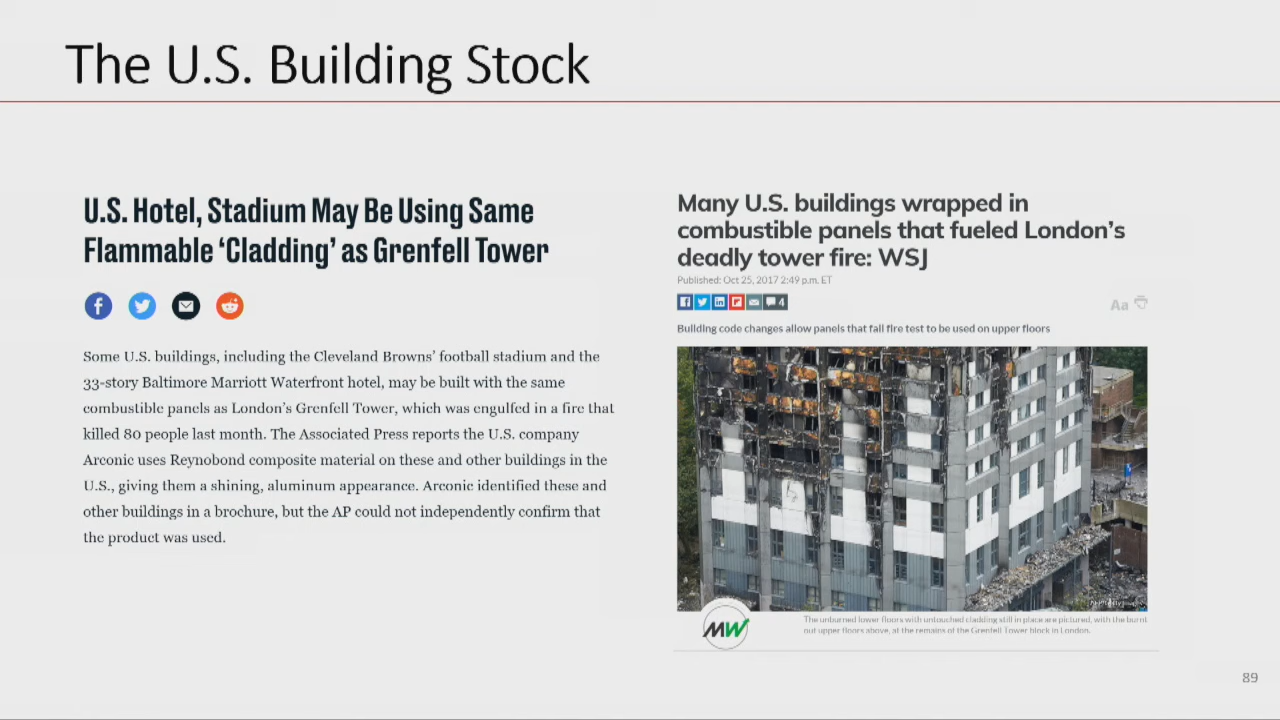 The U.S. Building Stock
U.S. Hotel, Stadium May Be Using Same
Flammable ‘Cladding’ as Grenfell Tower
Some U.S. buildings, including the Cleveland Browns’ football stadium and the
33-story Baltimore Marriott Waterfront hotel, may be built with the same
combustible panels as London’s Grenfell Tower, which was engulfed in a fire that
killed 80 people last month. The Associated Press reports the U.S. company
Arconic uses Reynobond composite material on these and other buildings in the
U.S., giving them a shining, aluminum appearance. Arconic identified these and
other buildings in a brochure, but the AP could not independently confirm that
the product was used.
Many U.S. buildings wrapped in
combustible panels that fueled London’s
deadly tower fire: WSJ
Published: Oct 25, 2017 2:49 p.m. ET
4
Aa
Building code changes allow panels that fail fire test to be used on upper floors
MW
The unburned lower floors with untouched cladding still in place are pictured, with the burnt
out upper floors above, at the remains of the Grenfell Tower block in London.
89